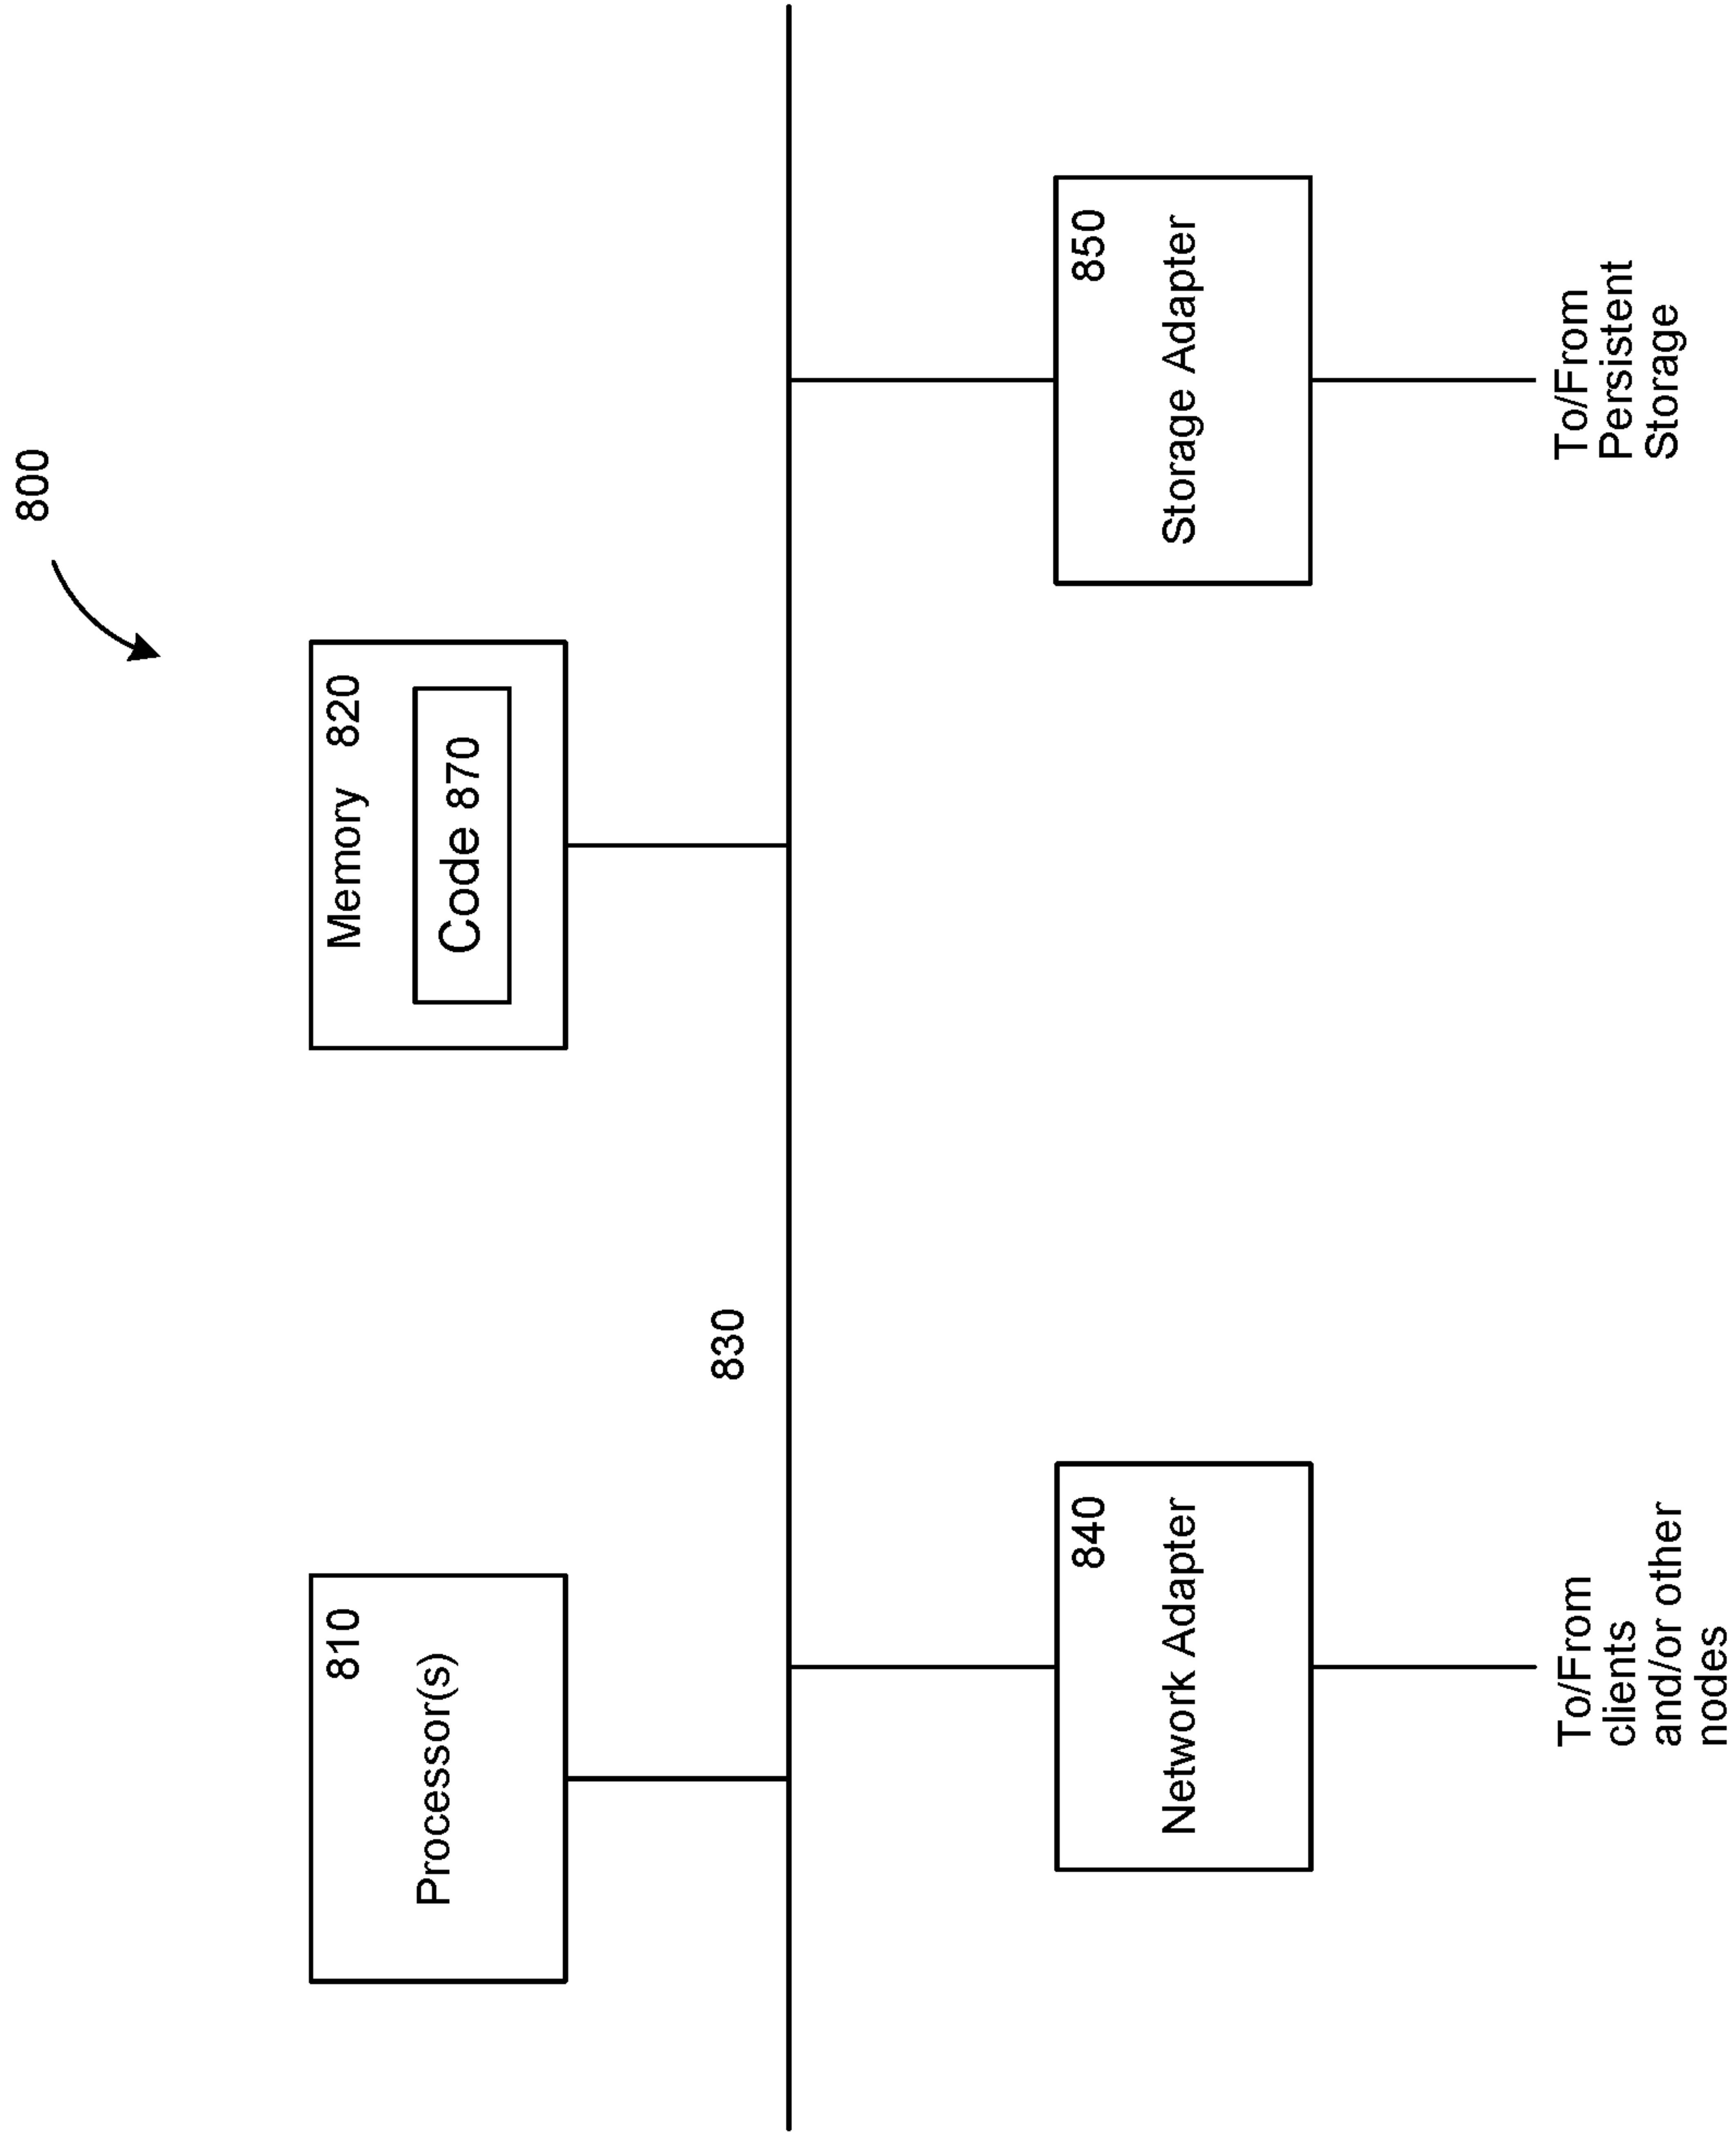 800
810
Processor(s)
Memory 820
Code 870
830
840
Network Adapter
850
Storage Adapter
To/From
clients
and/or other
nodes
To/From
Persistent
Storage